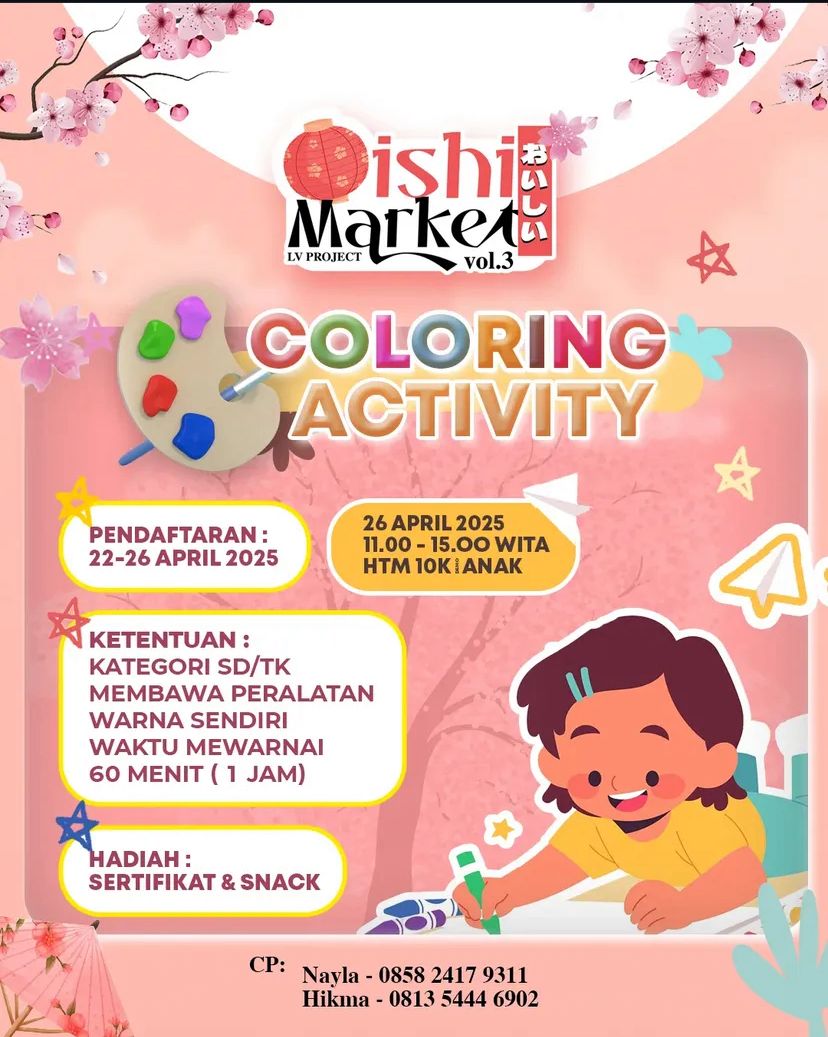 Oishi
おいしい
Market
LV PROJECT
vol.3
COLORING
ACTIVITY
PENDAFTARAN :
22-26 APRIL 2025
26 APRIL 2025
11.00 - 15.00 WITA
HTM 10K ANAK
KETENTUAN :
KATEGORI SD/TK
MEMBAWA PERALATAN
WARNA SENDIRI
WAKTU MEWARNAI
60 MENIT ( 1 JAM)
HADIAH :
SERTIFIKAT & SNACK
CP:
Nayla - 0858 2417 9311
Hikma - 0813 5444 6902